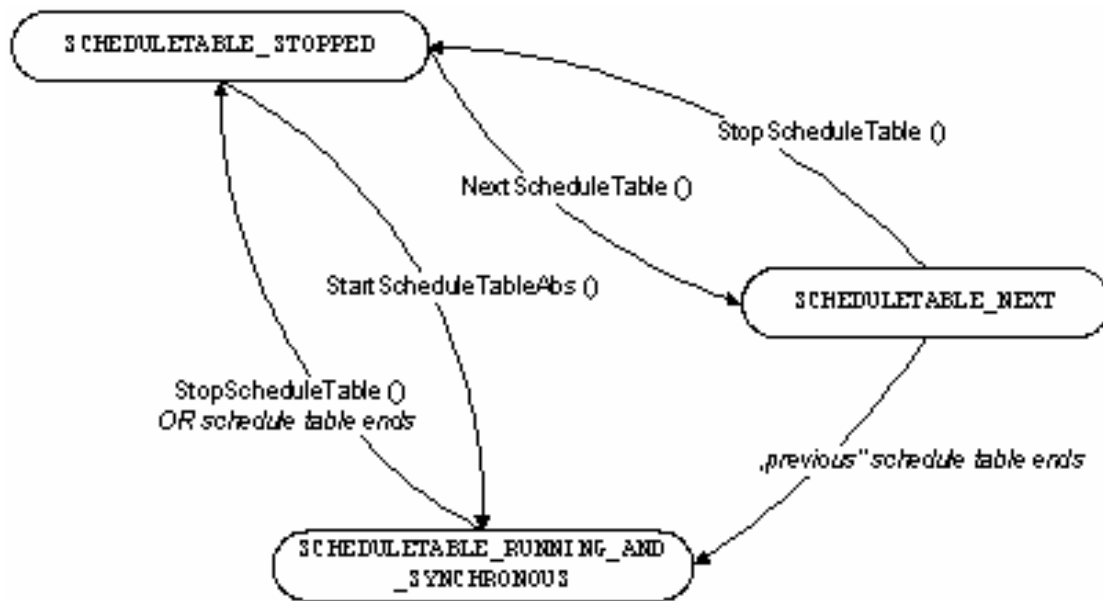 SCHEDULETABLE_STOPPED
StopScheduleTable ()
NextScheduleTable ()
StartScheduleTableAbs ()
SCHEDULETABLE_NEXT
StopScheduleTable ()
OR schedule table ends
„previous" schedule table ends
SCHEDULETABLE_RUNNING_AND
_SYNCHRONOUS